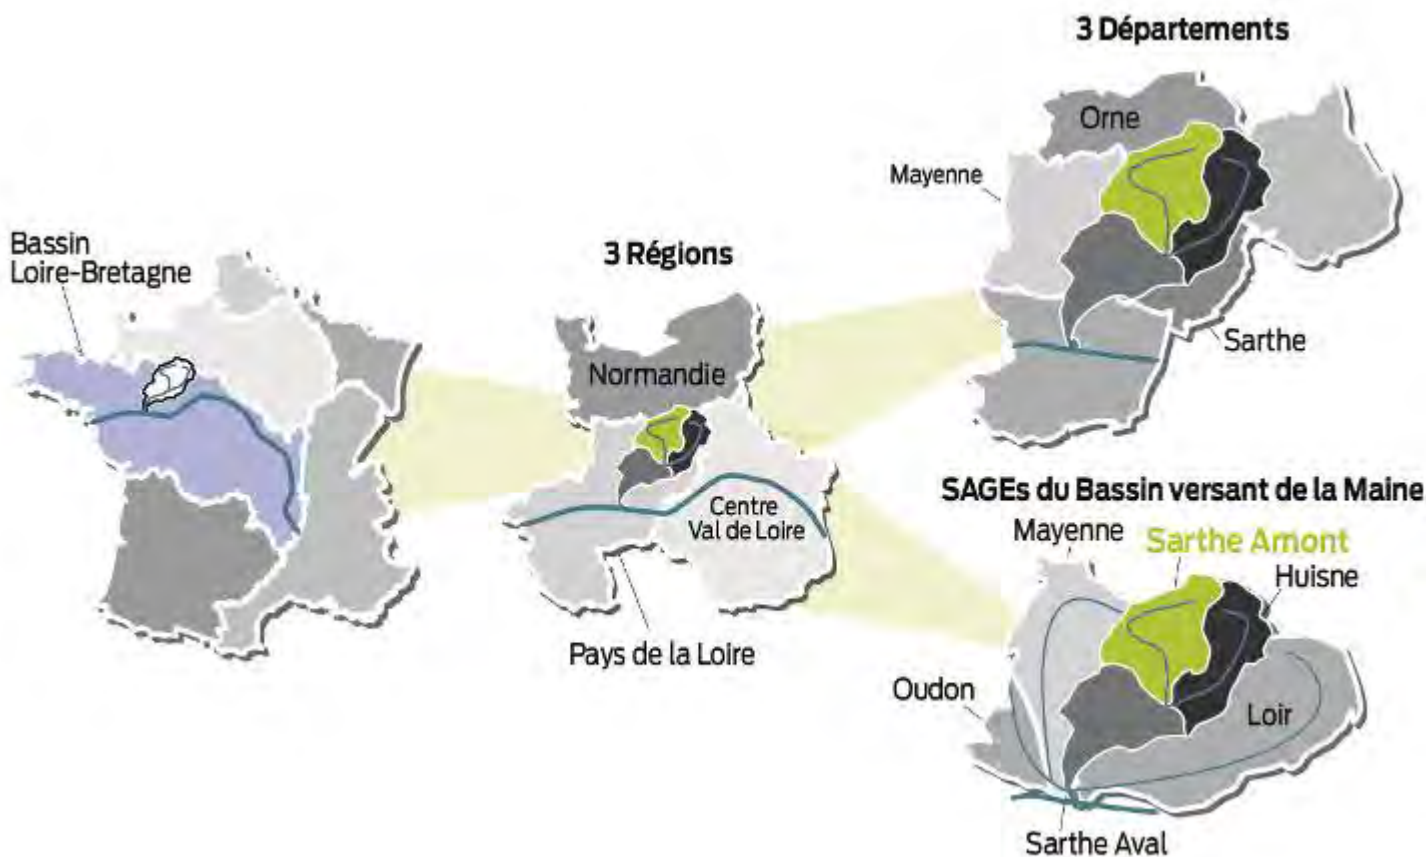 Bassin
Loire-Bretagne
3 Régions
Normandie
Centre
Val de Loire
Pays de la Loire
3 Départements
Orne
Mayenne
Sarthe
SAGEs du Bassin versant de la Maine
Mayenne
Sarthe Amont
Huisne
Oudon
Loir
Sarthe Aval